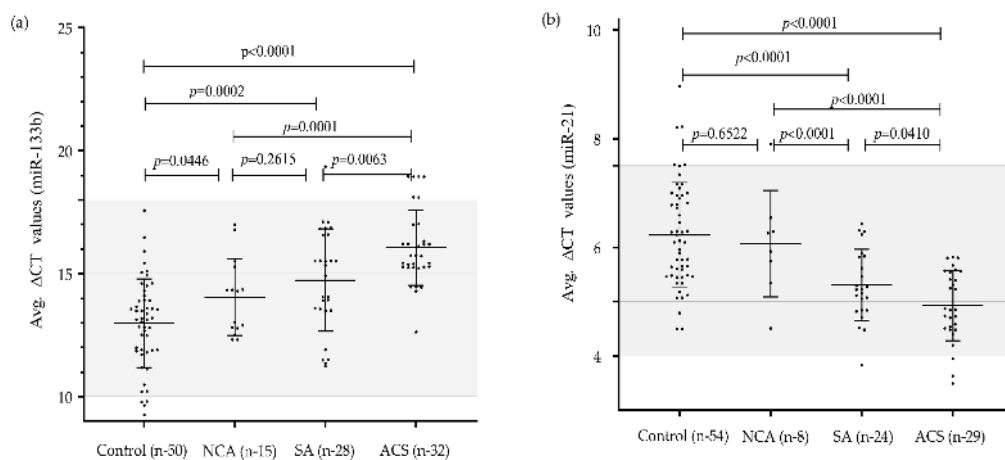 (a)
Avg. ΔCT values (miR-133b)
25
20
15
10
p<0.0001
p=0.0002
p=0.0001
p=0.0446
p=0.2615
p=0.0063
Control (n-50)
NCA (n-15)
SA (n-28)
ACS (n-32)
(b)
Avg. ΔCT values (miR-21)
10
8
6
4
p<0.0001
p<0.0001
p<0.0001
p=0.6522
p<0.0001
p=0.0410
Control (n-54)
NCA (n-8)
SA (n-24)
ACS (n-29)